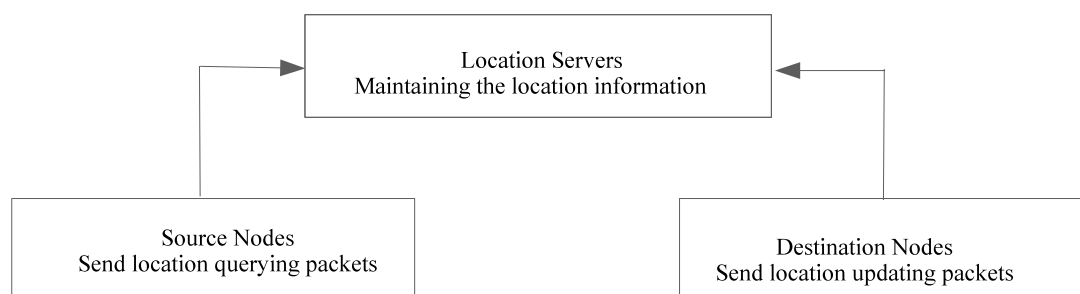 Location Servers
Maintaining the location information
Source Nodes
Send location querying packets
Destination Nodes
Send location updating packets